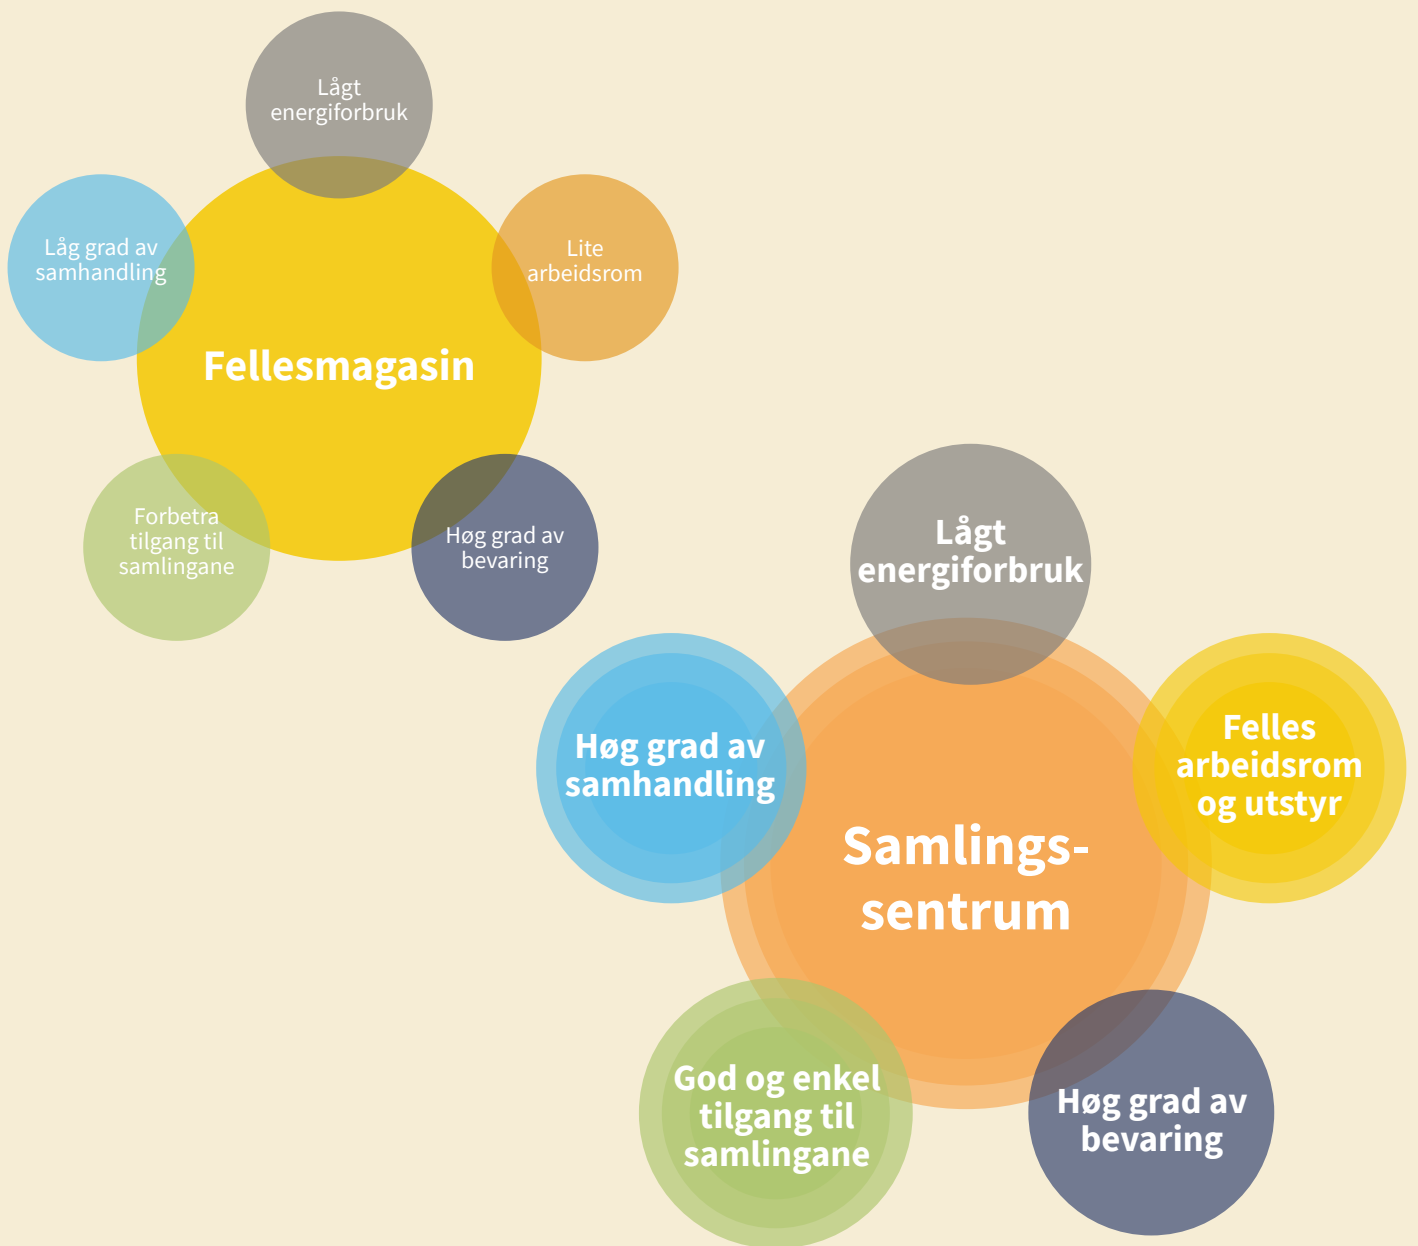 Lågt
energiforbruk
Låg grad av
samhandling
Lite
arbeidsrom
Fellesmagasin
Forbetra
tilgang til
samlingane
Høg grad av
bevaring
Lågt
energiforbruk
Høg grad av
samhandling
Felles
arbeidsrom
og utstyr
Samlings-
sentrum
God og enkel
tilgang til
samlingane
Høg grad av
bevaring